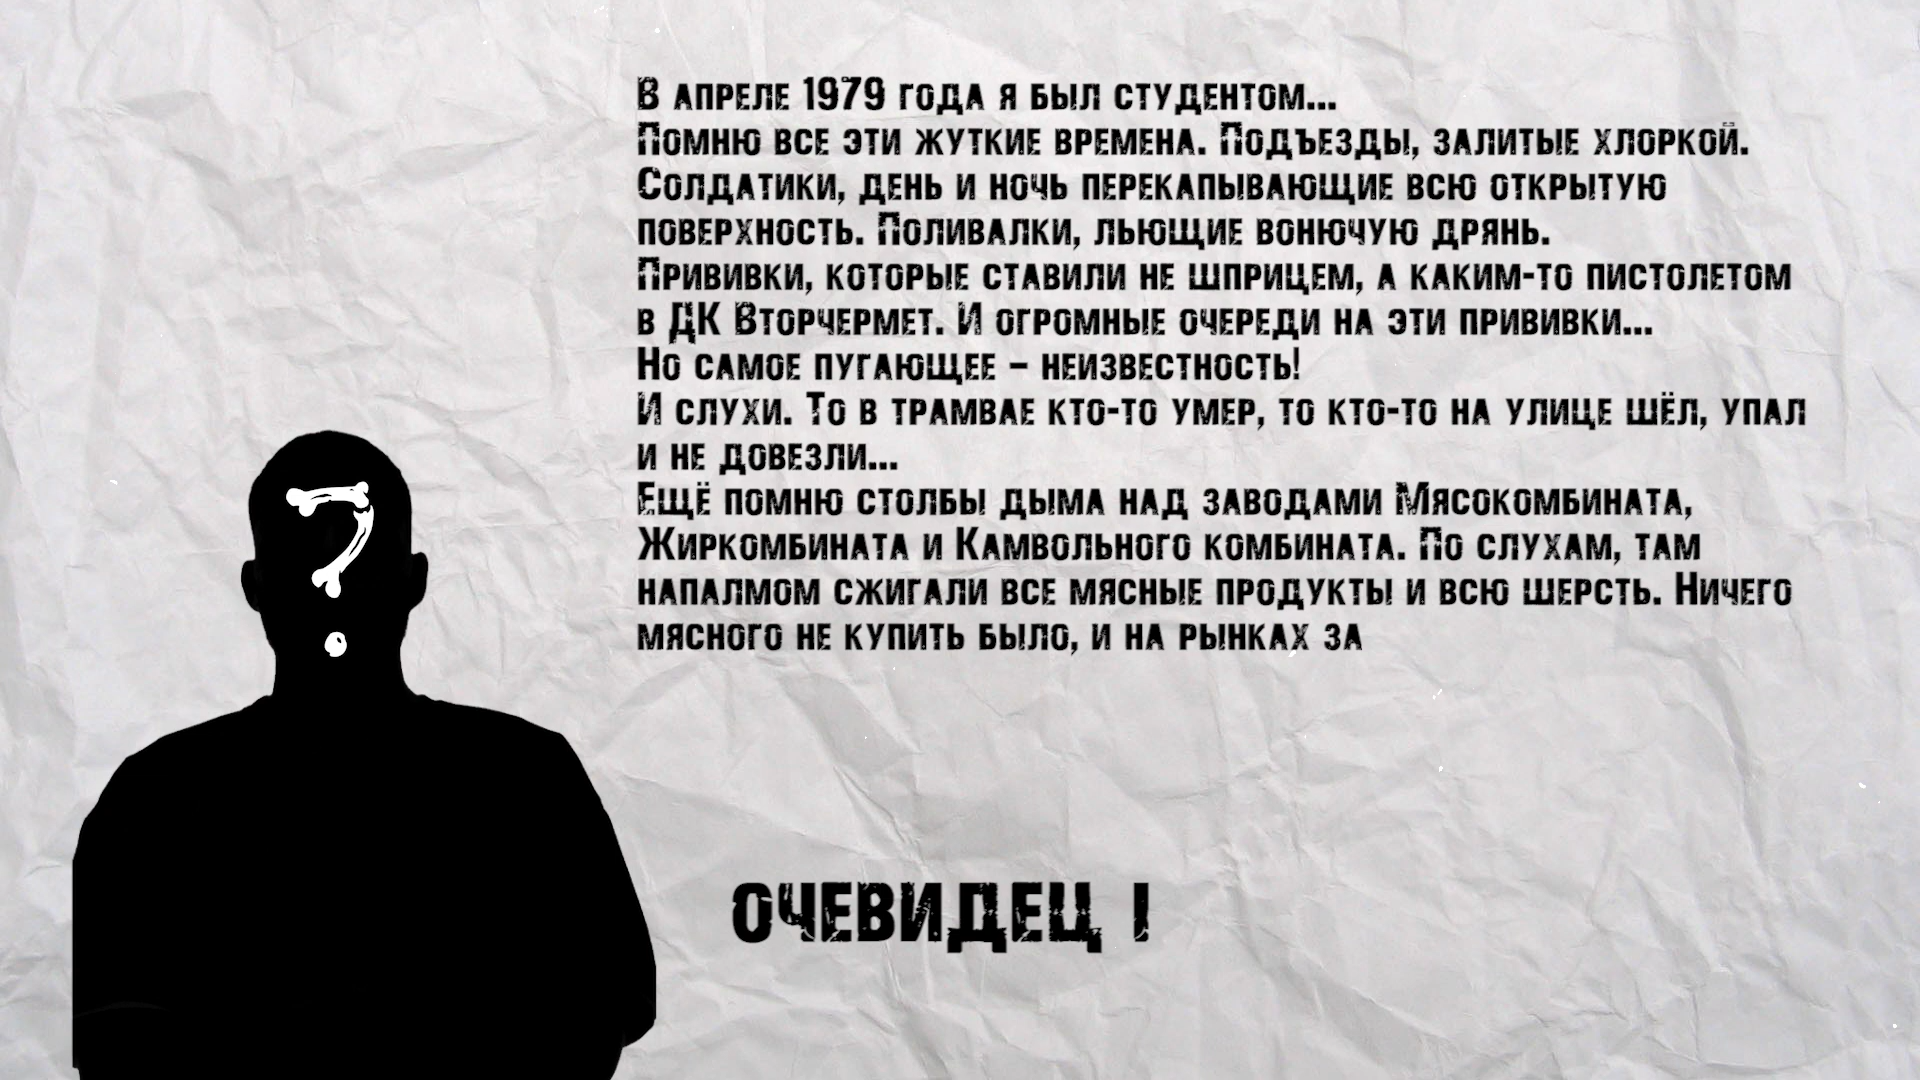 В апреле 1979 года я был студентом...
Помню все эти жуткие времена. Подъезды, залитые хлоркой.
Солдатики, день и ночь перекапывающие всю открытую
поверхность. Поливалки, льющие вонючую дрянь.
Прививки, которые ставили не шприцем, а каким-то пистолетом
в ДК Вторчермет. И огромные очереди на эти прививки...
Но самое пугающее – неизвестность!
И слухи. То в трамвае кто-то умер, то кто-то на улице шёл, упал
и не довезли...
Ещё помню столбы дыма над заводами Мясокомбината,
Жиркомбината и Камвольного комбината. По слухам, там
напалмом сжигали все мясные продукты и всю шерсть. Ничего
мясного не купить было, и на рынках за
?
ОЧЕВИДЕЦ 1